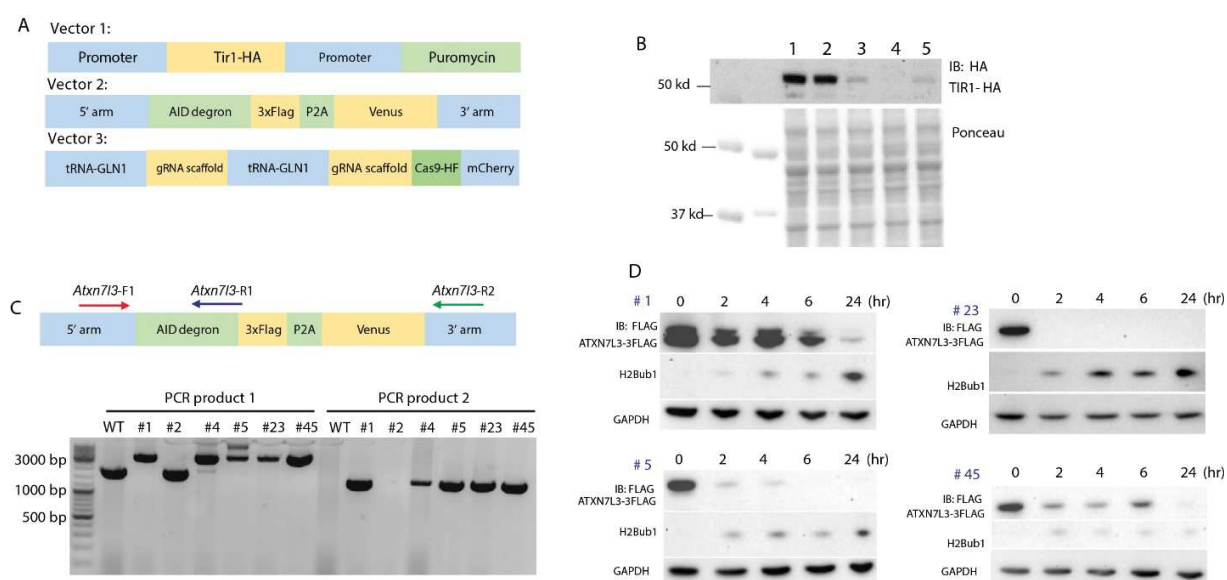 A
Vector 1:
Promoter Tir1-HA Promoter Puromycin
Vector 2:
5' arm AID degron 3xFlag P2A Venus 3' arm
Vector 3:
tRNA-GLN1 gRNA scaffold tRNA-GLN1 gRNA scaffold Cas9-HF mCherry
B
1 2 3 4 5
IB: HA
50 kd TIR1- HA
Ponceau
50 kd
37 kd
C
Atxn7l3-F1 Atxn7l3-R1 Atxn7l3-R2
5' arm AID degron 3xFlag P2A Venus 3' arm
PCR product 1 PCR product 2
WT #1 #2 #4 #5 #23 #45 WT #1 #2 #4 #5 #23 #45
3000 bp
1000 bp
500 bp
D
# 1 0 2 4 6 24 (hr)
IB: FLAG
ATXN7L3-3FLAG
H2Bub1
GAPDH
# 23 0 2 4 6 24 (hr)
IB: FLAG
ATXN7L3-3FLAG
H2Bub1
GAPDH
# 5 0 2 4 6 24 (hr)
IB: FLAG
ATXN7L3-3FLAG
H2Bub1
GAPDH
# 45 0 2 4 6 24 (hr)
IB: FLAG
ATXN7L3-3FLAG
H2Bub1
GAPDH